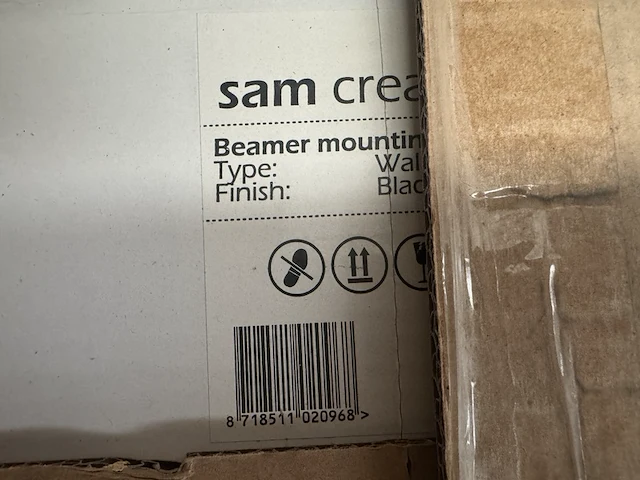 sam crea
Beamer mountin
Type: Wal
Finish: Blac
8 718511 020968 >